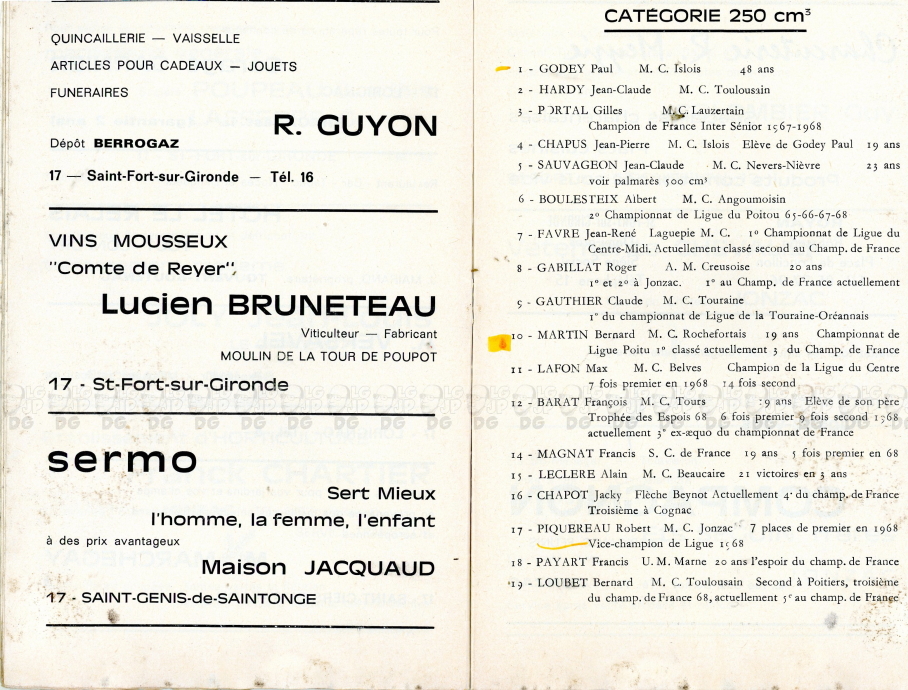 QUINCAILLERIE — VAISSELLE
ARTICLES POUR CADEAUX — JOUETS
FUNERAIRES
R. GUYON
Dépôt BERROGAZ
17 — Saint-Fort-sur-Gironde — Tél. 16
VINS MOUSSEUX
"Comte de Reyer"
Lucien BRUNETEAU
Viticulteur — Fabricant
MOULIN DE LA TOUR DE POUPOT
17 - St-Fort-sur-Gironde
sermo
Sert Mieux
l'homme, la femme, l'enfant
à des prix avantageux
Maison JACQUAUD
17 - SAINT-GENIS-de-SAINTONGE
CATÉGORIE 250 cm³
1 - GODEY Paul M. C. Islois 48 ans
2 - HARDY Jean-Claude M. C. Toulousain
3 - PORTAL Gilles M. C. Lauzertain
Champion de France Inter Sénior 1967-1968
4 - CHAPUS Jean-Pierre M. C. Islois Elève de Godey Paul 19 ans
5 - SAUVAGEON Jean-Claude M. C. Nevers-Nièvre 23 ans
voir palmarès 500 cm³
6 - BOULESTEIX Albert M. C. Angoumoisin
2º Championnat de Ligue du Poitou 65-66-67-68
7 - FAVRE Jean-René Laguepie M. C. 1º Championnat de Ligue du
Centre-Midi. Actuellement classé second au Champ. de France
8 - GABILLAT Roger A. M. Creusoise 20 ans
1º et 2º à Jonzac. 1º au Champ. de France actuellement
9 - GAUTHIER Claude M. C. Touraine
1º du championnat de Ligue de la Touraine-Oréannais
10 - MARTIN Bernard M. C. Rochefortais 19 ans Championnat de
Ligue Poitu 1º classé actuellement 3 du Champ. de France
11 - LAFON Max M. C. Belves Champion de la Ligue du Centre
7 fois premier en 1968 14 fois second
12 - BARAT François M. C. Tours 19 ans Elève de son père
Trophée des Espois 68 6 fois premier 9 fois second 1968
actuellement 3º ex-æquo du championnat de France
14 - MAGNAT Francis S. C. de France 19 ans 5 fois premier en 68
15 - LECLERE Alain M. C. Beaucaire 21 victoires en 3 ans
16 - CHAPOT Jacky Flèche Beynot Actuellement 4º du champ. de France
Troisième à Cognac
17 - PIQUEREAU Robert M. C. Jonzac 7 places de premier en 1968
Vice-champion de Ligue 1968
18 - PAYART Francis U. M. Marne 20 ans l'espoir du champ. de France
19 - LOUBET Bernard M. C. Toulousain Second à Poitiers, troisième
du champ. de France 68, actuellement 5e au champ. de France